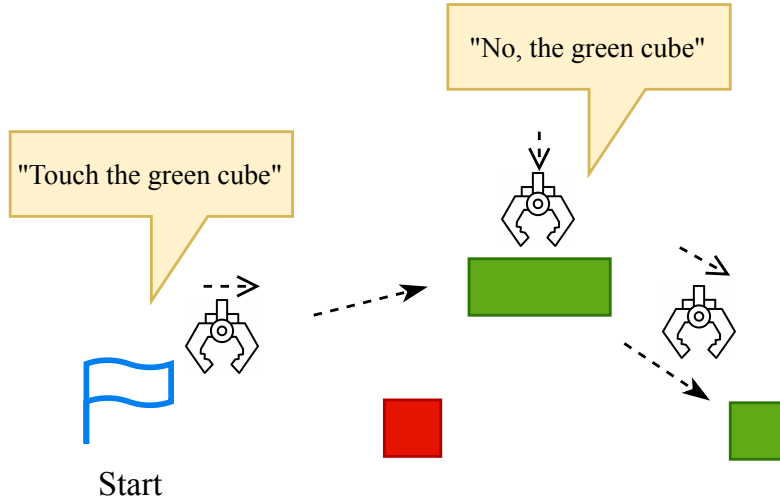 "No, the green cube"
"Touch the green cube"
Start